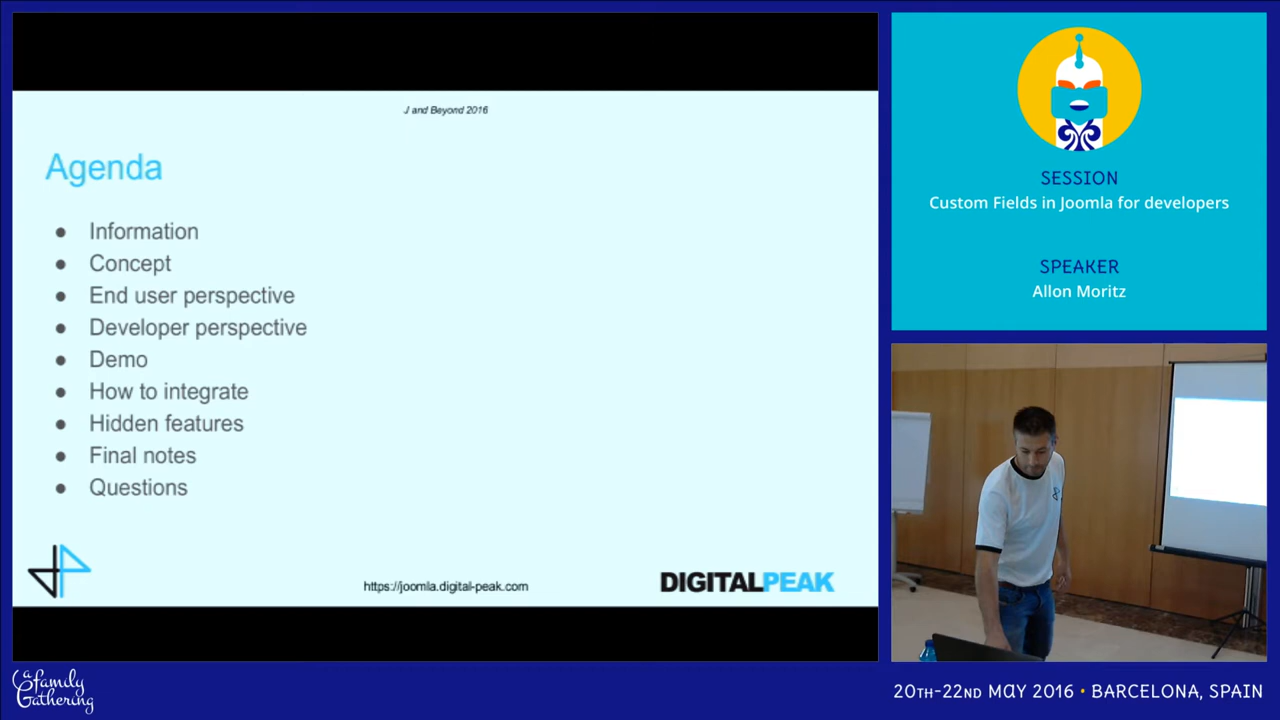 J and Beyond 2016
Agenda
● Information
● Concept
● End user perspective
● Developer perspective
● Demo
● How to integrate
● Hidden features
● Final notes
● Questions
https://joomla.digital-peak.com
DIGITALPEAK
SESSION
Custom Fields in Joomla for developers
SPEAKER
Allon Moritz
a family
Gathering
20TH-22ND MAY 2016 • BARCELONA, SPAIN